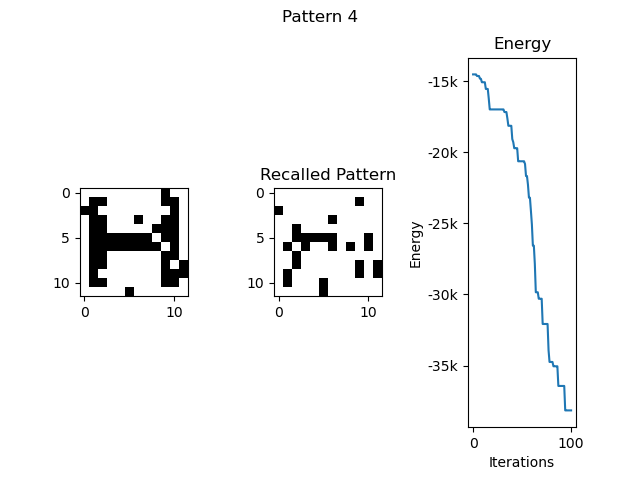 Pattern 4
Energy
Recalled Pattern
0
5
10
0
10
0
5
10
0
10
-15k
-20k
-25k
-30k
-35k
Energy
0
100
Iterations